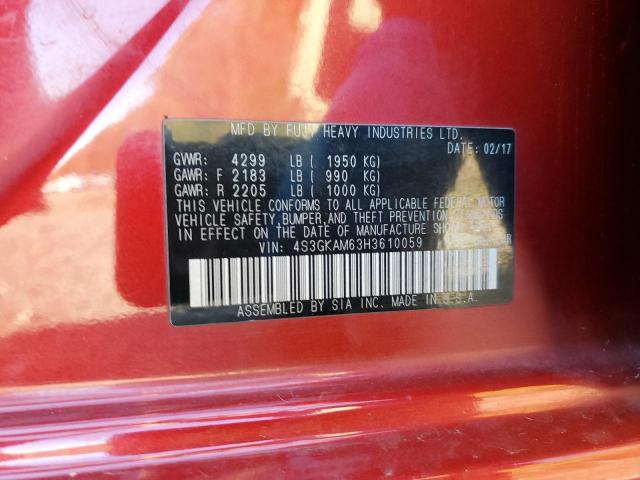 MFD BY FUJI HEAVY INDUSTRIES LTD.
DATE: 02/17
GVWR: 4299 LB ( 1950 KG)
GAWR: F 2183 LB ( 990 KG)
GAWR: R 2205 LB ( 1000 KG)
THIS VEHICLE CONFORMS TO ALL APPLICABLE FEDERAL MOTOR
VEHICLE SAFETY, BUMPER, AND THEFT PREVENTION STANDARDS
IN EFFECT ON THE DATE OF MANUFACTURE SHOWN
VIN: 4S3GKAM63H3610059
ASSEMBLED BY SIA INC. MADE IN U.S.A.